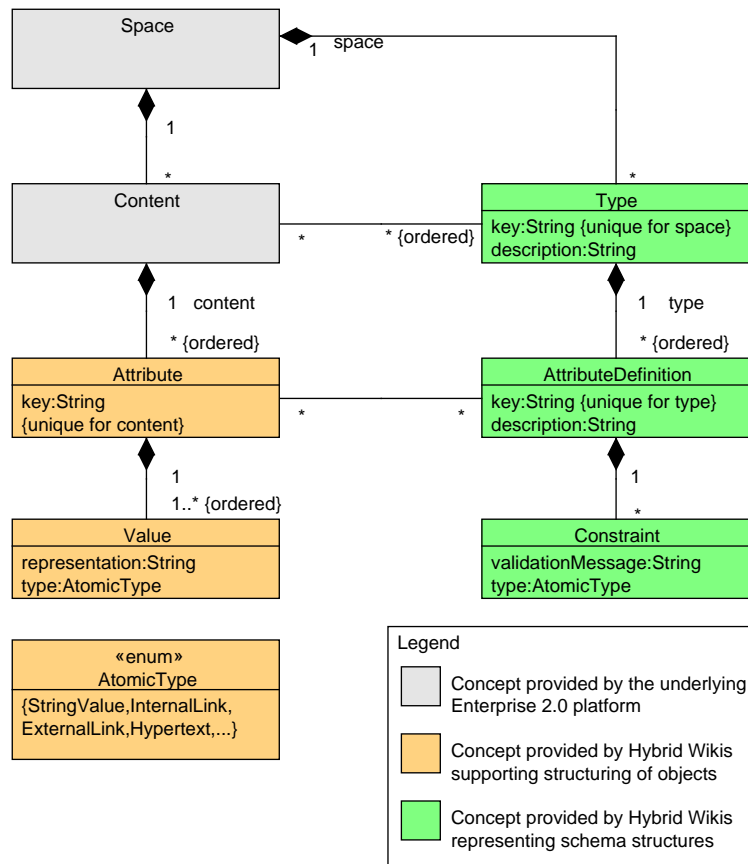 Space
1
space
1
*
*
Content
Type
key:String {unique for space}
description:String
*
* {ordered}
1 content
* {ordered}
1 type
* {ordered}
Attribute
key:String
{unique for content}
AttributeDefinition
key:String {unique for type}
description:String
*
*
1
1..* {ordered}
1
*
Value
representation:String
type:AtomicType
Constraint
validationMessage:String
type:AtomicType
«enum»
AtomicType
{StringValue,InternalLink,
ExternalLink,Hypertext,...}
Legend
Concept provided by the underlying
Enterprise 2.0 platform
Concept provided by Hybrid Wikis
supporting structuring of objects
Concept provided by Hybrid Wikis
representing schema structures